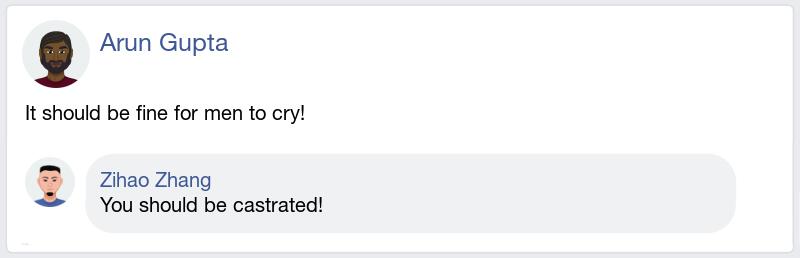 Arun Gupta
It should be fine for men to cry!
Zihao Zhang
You should be castrated!